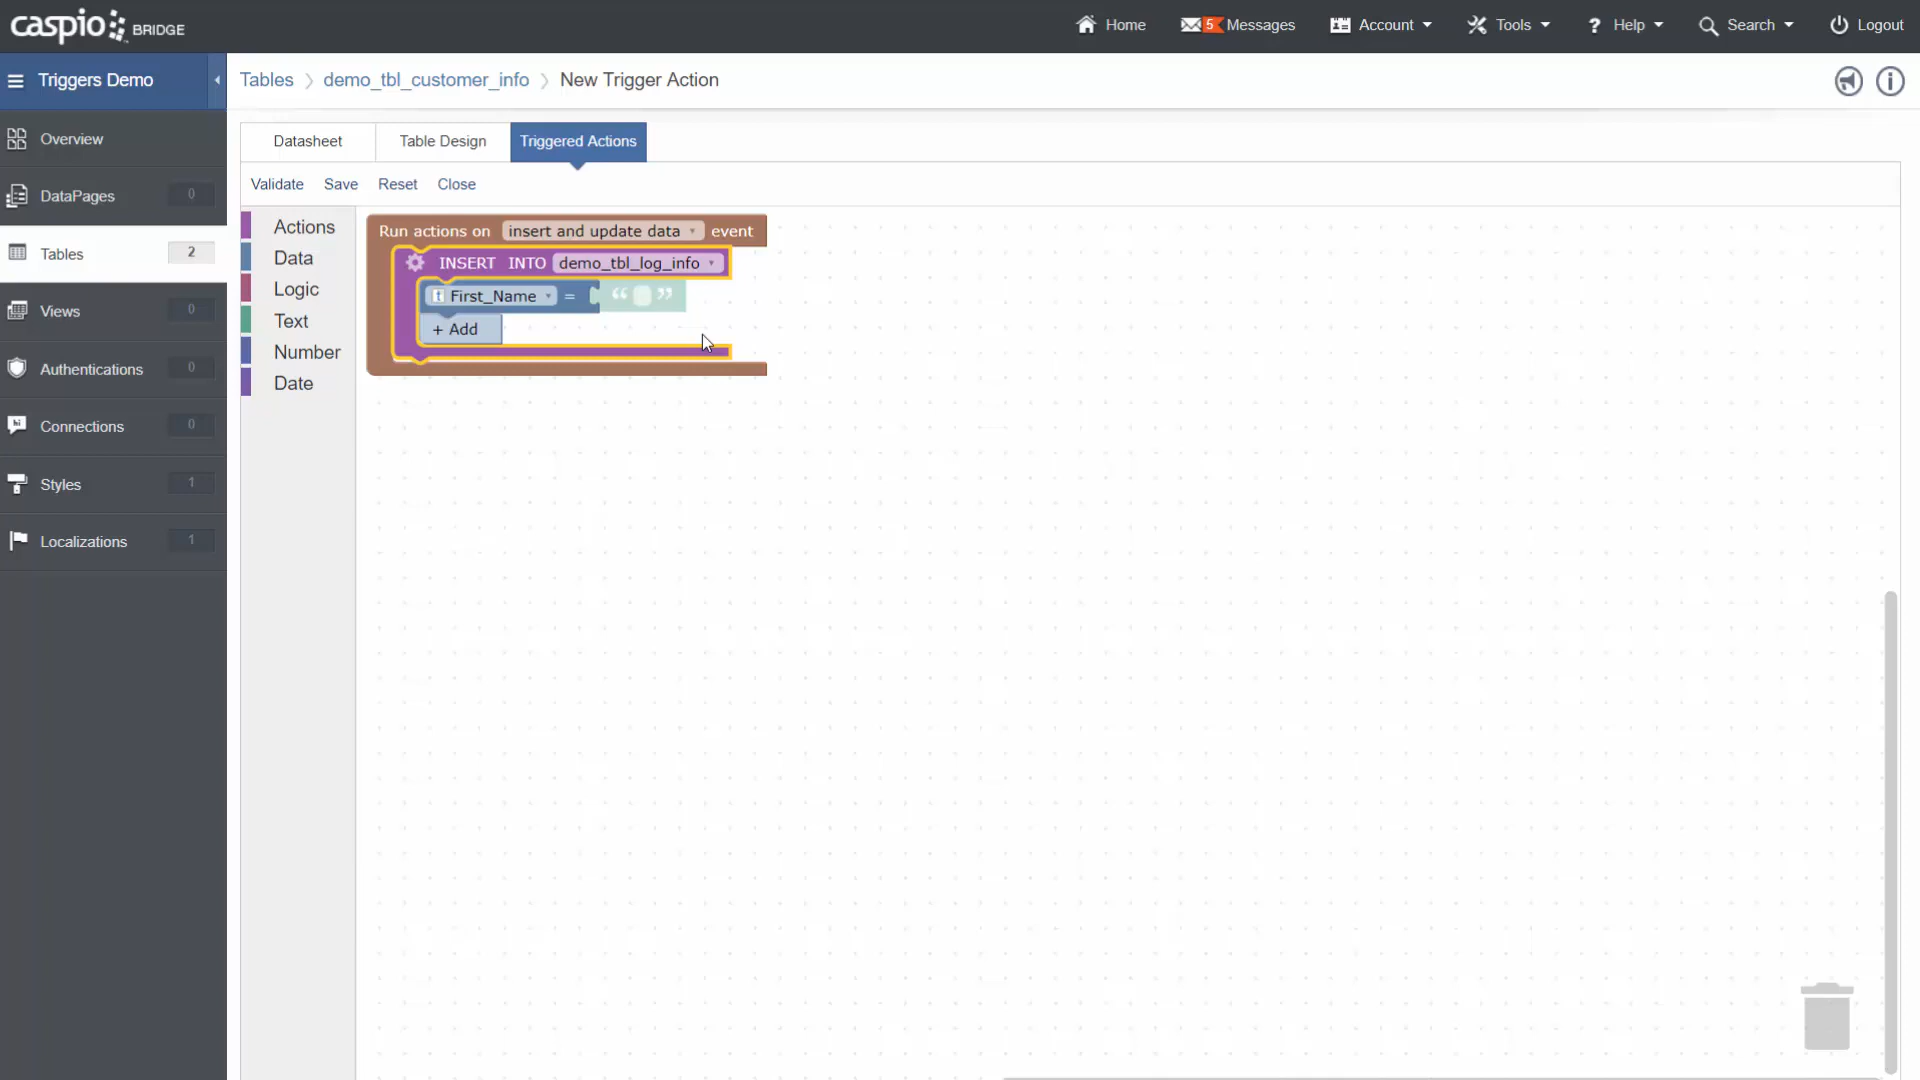 caspio BRIDGE
Home 5 Messages Account Tools ? Help Search Logout
Triggers Demo
Tables demo_tbl_customer_info New Trigger Action
Overview
DataPages 0
Tables 2
Views 0
Authentications 0
Connections 0
Styles 1
Localizations 1
Datasheet Table Design Triggered Actions
Validate Save Reset Close
Actions
Data
Logic
Text
Number
Date
Run actions on insert and update data event
INSERT INTO demo_tbl_log_info
First_Name = “ ”
+ Add